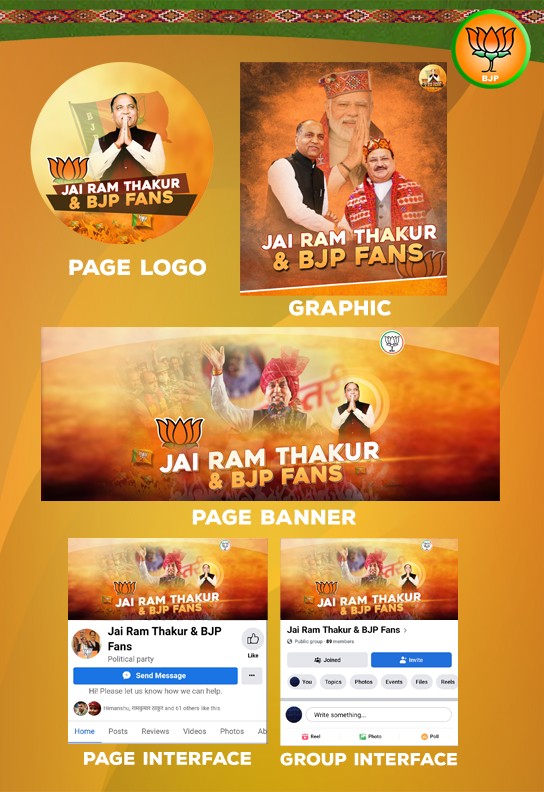 BJP
JAI RAM THAKUR
& BJP FANS
PAGE LOGO
JAI RAM THAKUR
& BJP FANS
GRAPHIC
JAI RAM THAKUR
& BJP FANS
PAGE BANNER
JAI RAM THAKUR
& BJP FANS
Jai Ram Thakur & BJP
Fans
Political party
Like
Send Message
Hi! Please let us know how we can help.
Himanshu, रामकुमार ठाकुर and 61 others like this
Home Posts Reviews Videos Photos Ab
PAGE INTERFACE
JAI RAM THAKUR
& BJP FANS
Jai Ram Thakur & BJP Fans
Public group · 89 members
Joined Invite
You Topics Photos Events Files Reels
Write something...
Reel Photo Poll
GROUP INTERFACE